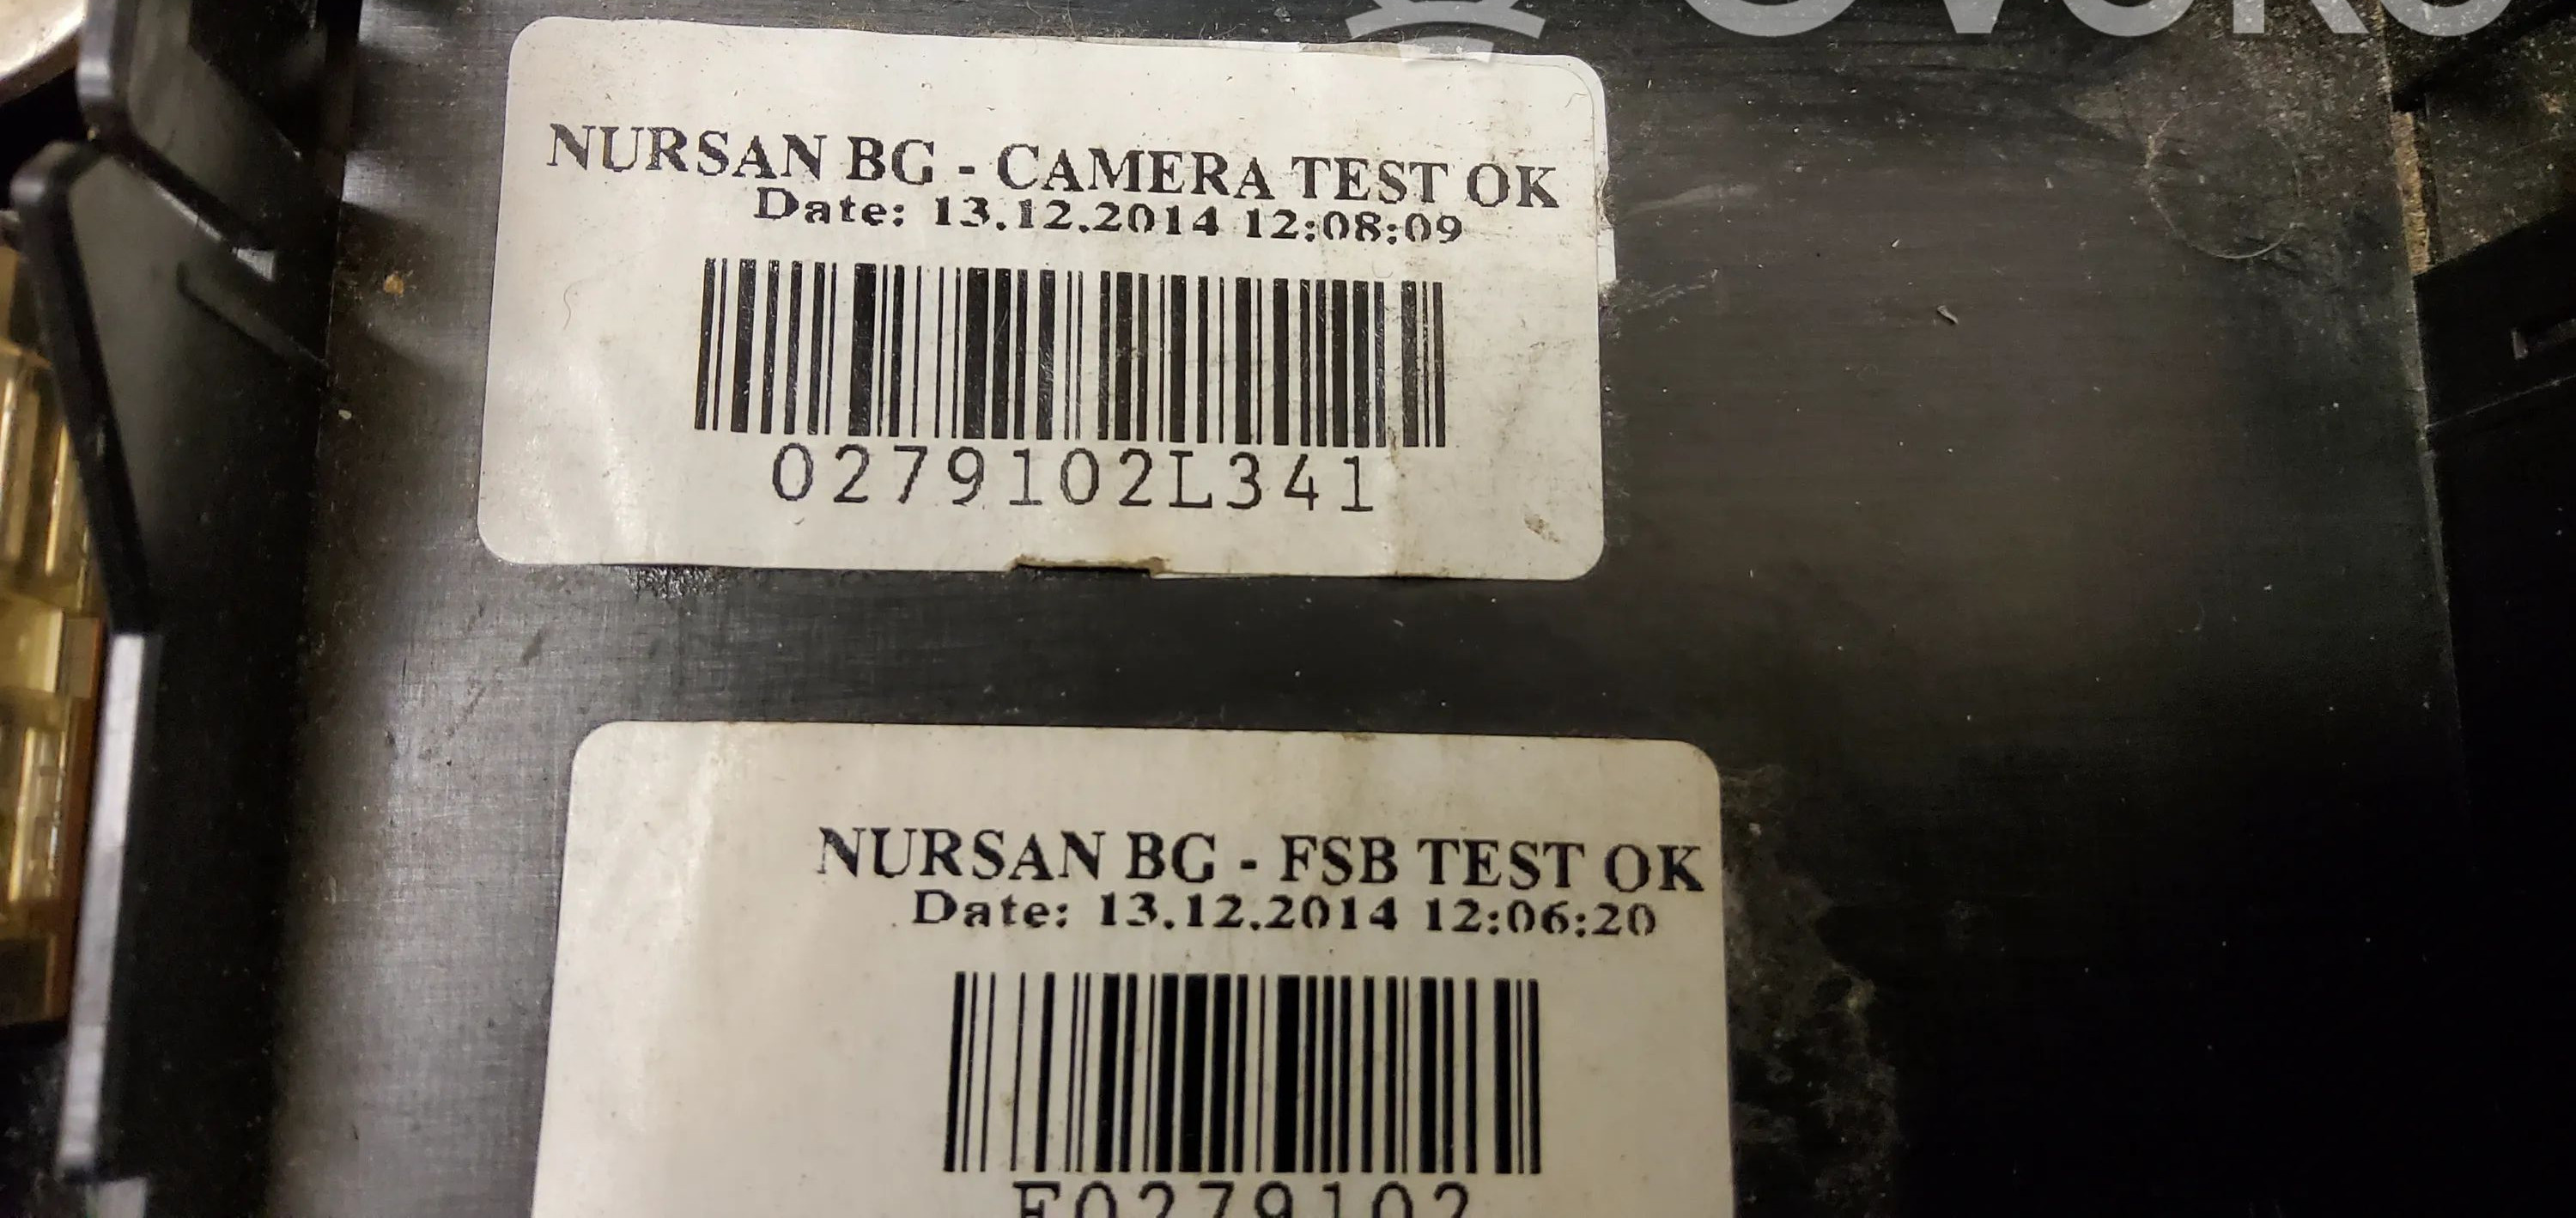 NURSAN BG - CAMERA TEST OK
Date: 13.12.2014 12:08:09
0279102L341
NURSAN BG - FSB TEST OK
Date: 13.12.2014 12:06:20
F0279102